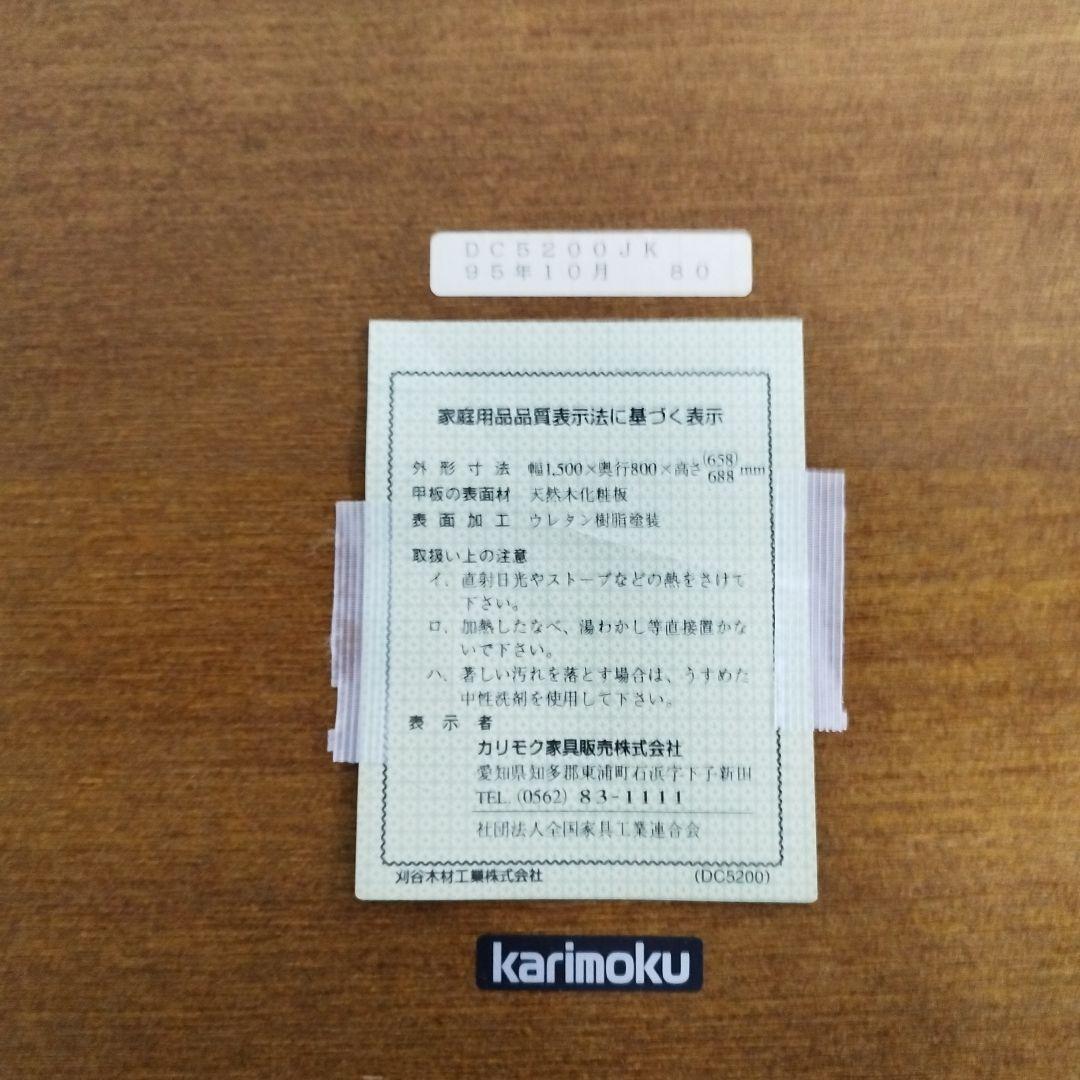 DC5200JK
95年10月 80
家庭用品品質表示法に基づく表示
外形寸法 幅1,500×奥行800×高さ(658)688mm
甲板の表面材 天然木化粧板
表面加工 ウレタン樹脂塗装
取扱い上の注意
イ、直射日光やストーブなどの熱をさけて
下さい。
ロ、加熱したなべ、湯わかし等直接置かな
いで下さい。
ハ、著しい汚れを落とす場合は、うすめた
中性洗剤を使用して下さい。
表示者
カリモク家具販売株式会社
愛知県知多郡東浦町石浜字下子新田
TEL.(0562) 83-1111
社団法人全国家具工業連合会
刈谷木材工業株式会社 (DC5200)
karimoku